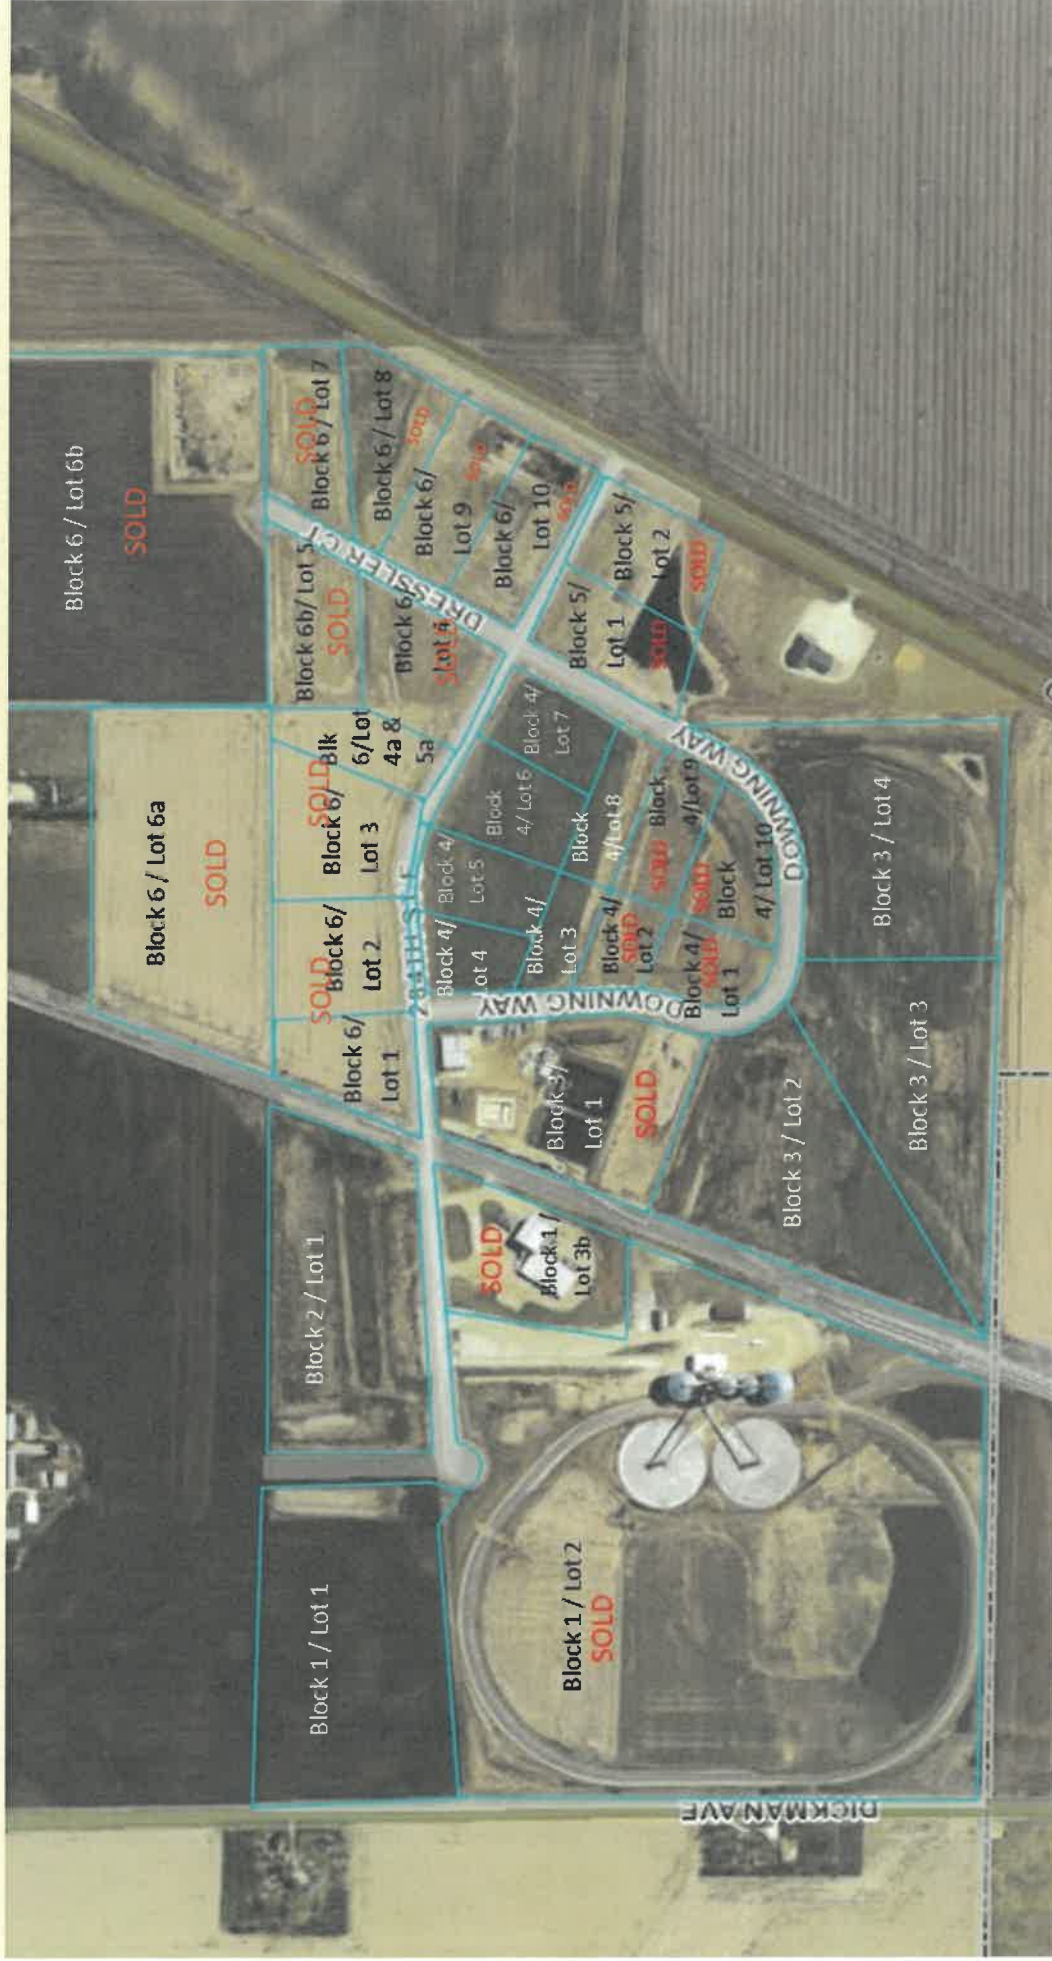 Block 6 / Lot 6b
SOLD
Block 6 / Lot 6a
SOLD
Block 6 / Lot 7
SOLD
Block 6 / Lot 8
SOLD
Block 6/
Lot 9
SOLD
Block 6/
Lot 10
SOLD
Block 6b/ Lot 5
SOLD
Block 6/
Lot 4
SOLD
DRESSLER CT
Blk
6/Lot
4a &
5a
SOLD
Block 6/
Lot 3
SOLD
Block 6/
Lot 2
Block 6/
Lot 1
Block 5/
Lot 2
SOLD
Block 5/
Lot 1
SOLD
Block 4/
Lot 7
Block
4/ Lot 6
Block 4/
Lot 5
Block 4/
Lot 4
Block 4/
Lot 3
Block
4/Lot 8
Block
4/Lot 9
SOLD
Block
4/ Lot 10
SOLD
Block 4/
Lot 2
SOLD
Block 4/
Lot 1
SOLD
DOWNING WAY
DOWNING WAY
DOWNING
Block 3/
Lot 1
SOLD
Block 3 / Lot 2
Block 3 / Lot 3
Block 3 / Lot 4
Block 2 / Lot 1
SOLD
Block 1 /
Lot 3b
Block 1 / Lot 1
Block 1 / Lot 2
SOLD
DICKMAN AVE